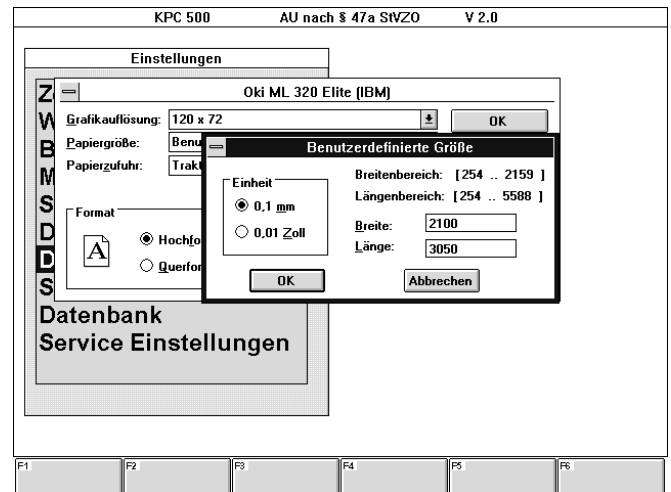 KPC 500 AU nach § 47a StVZO V 2.0
Einstellungen
Oki ML 320 Elite (IBM)
Grafikauflösung: 120 x 72 OK
Papiergröße: Benu
Papierzufuhr: Trakt
Format
A
Hochfo
Querfor
Benutzerdefinierte Größe
Einheit
0,1 mm
0,01 Zoll
Breitenbereich: [254 .. 2159 ]
Längenbereich: [254 .. 5588 ]
Breite: 2100
Länge: 3050
OK Abbrechen
Z
W
B
M
S
D
D
S
Datenbank
Service Einstellungen
F1 F2 F3 F4 F5 F6